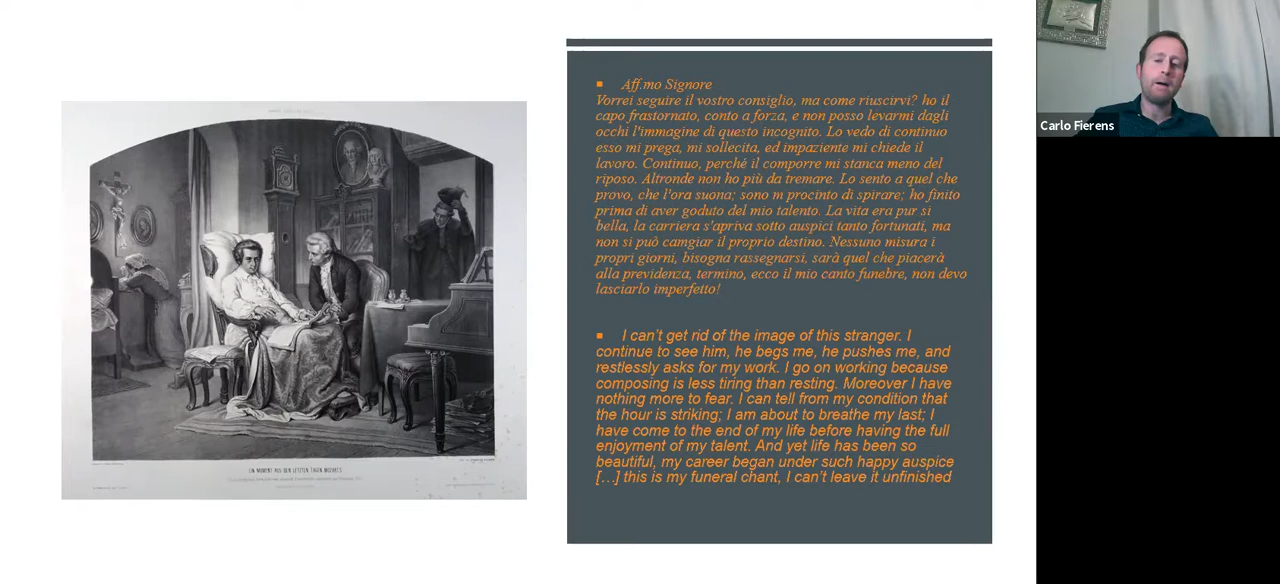 Aff.mo Signore
Vorrei seguire il vostro consiglio, ma come riuscirvi? ho il
capo frastornato, conto a forza, e non posso levarmi dagli
occhi l'immagine di questo incognito. Lo vedo di continuo
esso mi prega, mi sollecita, ed impaziente mi chiede il
lavoro. Continuo, perché il comporre mi stanca meno del
riposo. Altronde non ho più da tremare. Lo sento a quel che
provo, che l'ora suona; sono m procinto di spirare; ho finito
prima di aver goduto del mio talento. La vita era pur si
bella, la carriera s'apriva sotto auspici tanto fortunati, ma
non si può camgiar il proprio destino. Nessuno misura i
propri giorni, bisogna rassegnarsi, sarà quel che piacerà
alla previdenza, termino, ecco il mio canto funebre, non devo
lasciarlo imperfetto!
I can't get rid of the image of this stranger. I
continue to see him, he begs me, he pushes me, and
restlessly asks for my work. I go on working because
composing is less tiring than resting. Moreover I have
nothing more to fear. I can tell from my condition that
the hour is striking; I am about to breathe my last; I
have come to the end of my life before having the full
enjoyment of my talent. And yet life has been so
beautiful, my career began under such happy auspice
[…] this is my funeral chant, I can't leave it unfinished
EIN MOMENT AUS DEN LETZTEN TAGEN MOZART'S
Carlo Fierens